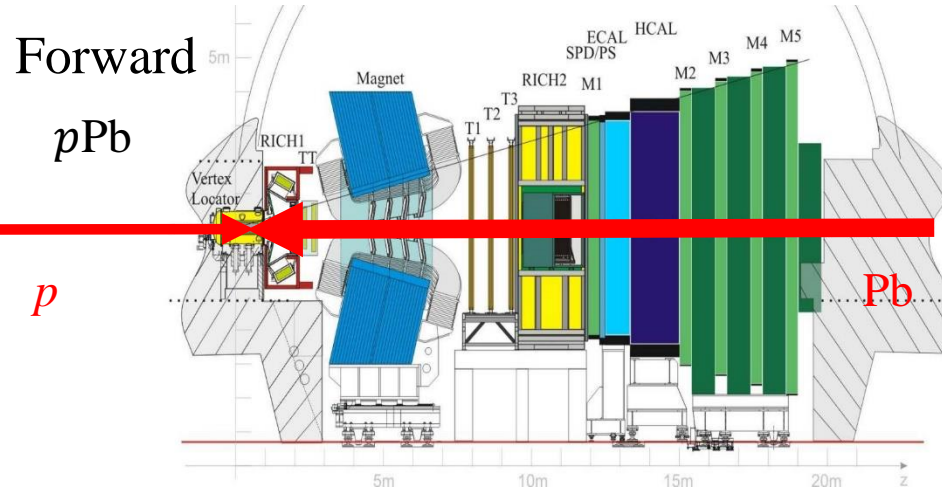 Forward
pPb
5m
Magnet
RICH1
TT
Vertex
Locator
T1
T2
T3
RICH2
SPD/PS
M1
ECAL
HCAL
M2
M3
M4
M5
p
Pb
5m
10m
15m
20m
z